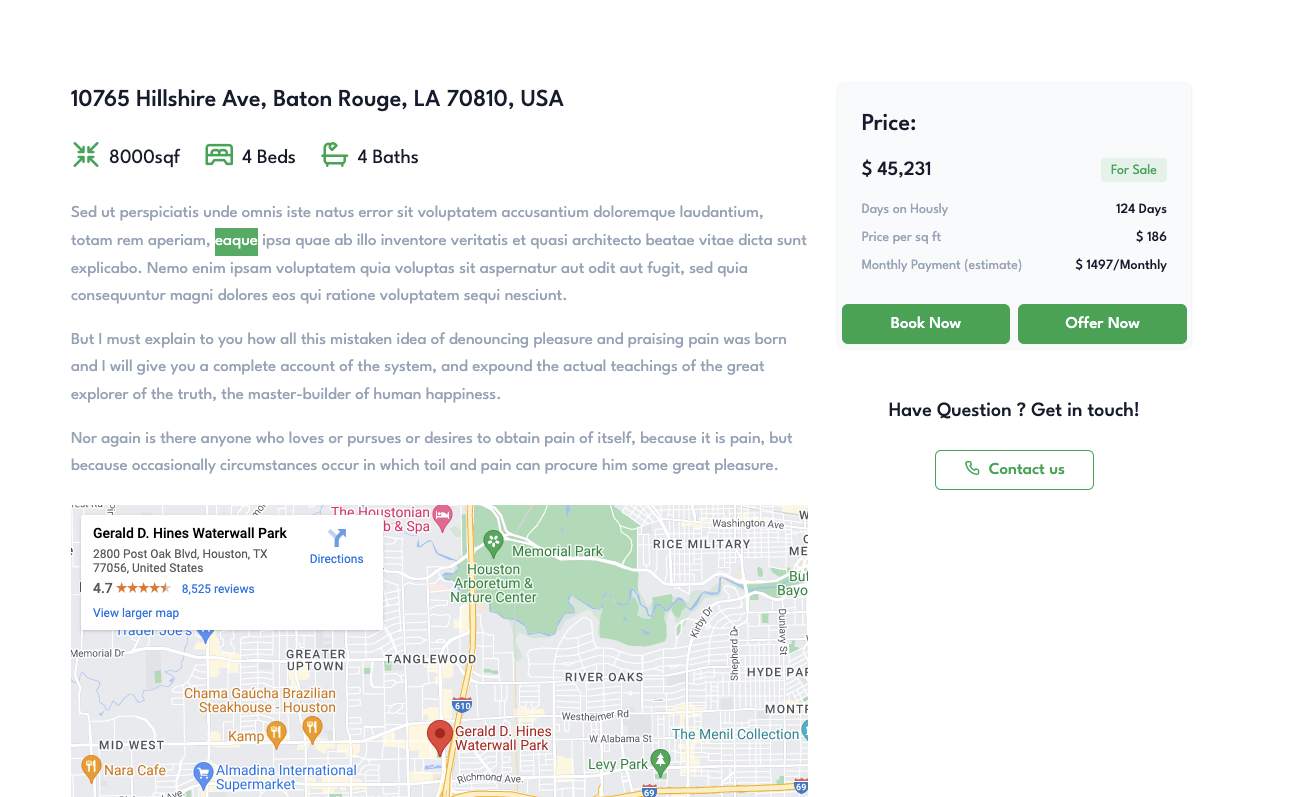 10765 Hillshire Ave, Baton Rouge, LA 70810, USA
8000sqf 4 Beds 4 Baths
Sed ut perspiciatis unde omnis iste natus error sit voluptatem accusantium doloremque laudantium,
totam rem aperiam, eaque ipsa quae ab illo inventore veritatis et quasi architecto beatae vitae dicta sunt
explicabo. Nemo enim ipsam voluptatem quia voluptas sit aspernatur aut odit aut fugit, sed quia
consequuntur magni dolores eos qui ratione voluptatem sequi nesciunt.
But I must explain to you how all this mistaken idea of denouncing pleasure and praising pain was born
and I will give you a complete account of the system, and expound the actual teachings of the great
explorer of the truth, the master-builder of human happiness.
Nor again is there anyone who loves or pursues or desires to obtain pain of itself, because it is pain, but
because occasionally circumstances occur in which toil and pain can procure him some great pleasure.
Price:
$ 45,231
For Sale
Days on Hously 124 Days
Price per sq ft $ 186
Monthly Payment (estimate) $ 1497/Monthly
Book Now
Offer Now
Have Question ? Get in touch!
Contact us
Gerald D. Hines Waterwall Park
2800 Post Oak Blvd, Houston, TX
77056, United States
4.7
8,525 reviews
View larger map
Directions
The Houstonian
b & Spa
Memorial Park
Houston
Arboretum &
Nature Center
Washington Ave
RICE MILITARY
Trader Joe's
Memorial Dr
GREATER
UPTOWN
TANGLEWOOD
RIVER OAKS
Kirby Dr
Shepherd Dr
Dunlavy St
Chama Gaúcha Brazilian
Steakhouse - Houston
610
Kamp
MID WEST
Nara Cafe
Almadina International
Supermarket
Gerald D. Hines
Waterwall Park
Westheimer Rd
W Alabama St
The Menil Collection
Levy Park
Richmond Ave.
69
69